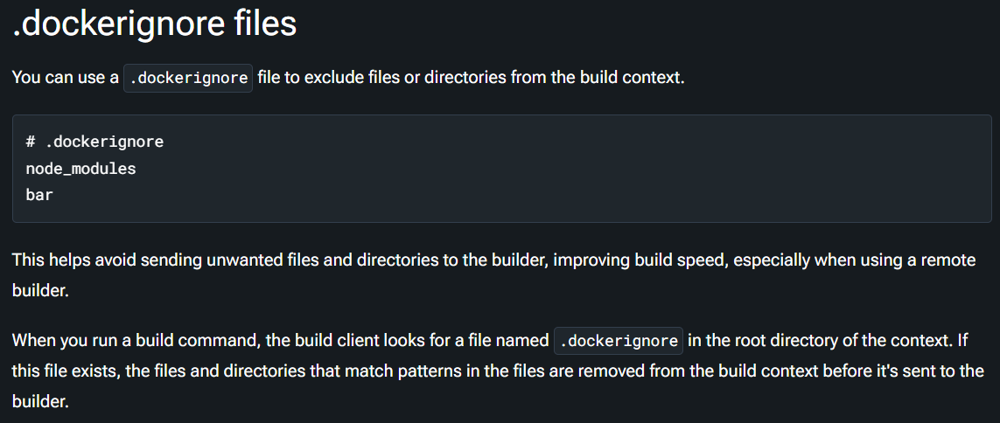 .dockerignore files
You can use a .dockerignore file to exclude files or directories from the build context.
# .dockerignore
node_modules
bar
This helps avoid sending unwanted files and directories to the builder, improving build speed, especially when using a remote
builder.
When you run a build command, the build client looks for a file named .dockerignore in the root directory of the context. If
this file exists, the files and directories that match patterns in the files are removed from the build context before it's sent to the
builder.